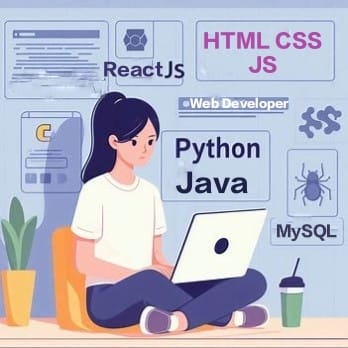 HTML CSS
JS
ReactJS
Web Developer
Python
Java
MySQL